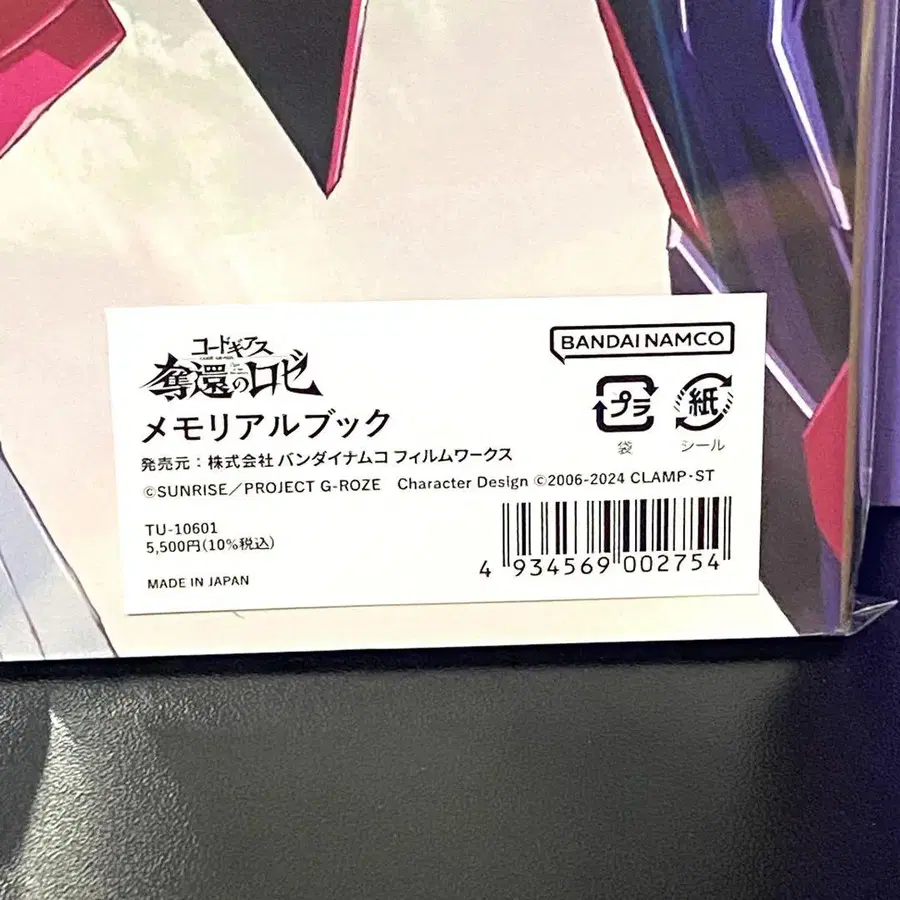 コードギアス
奪還のロゼ
メモリアルブック
発売元：株式会社 バンダイナムコ フィルムワークス
©SUNRISE／PROJECT G-ROZE Character Design ©2006-2024 CLAMP・ST
TU-10601
5,500円(10%税込)
MADE IN JAPAN
BANDAI NAMCO
プラ
袋
紙
シール
4 934569 002754